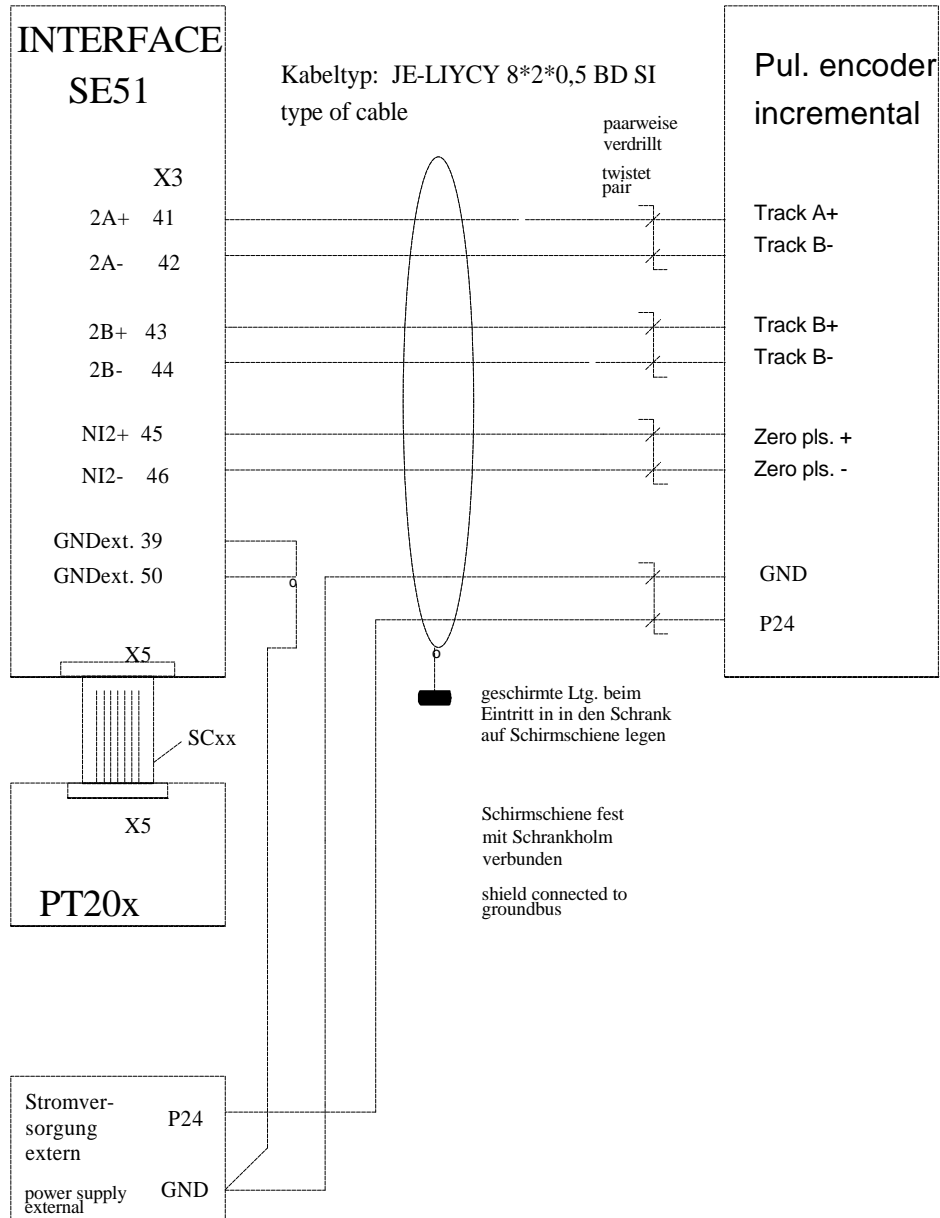 INTERFACE
SE51
Kabeltyp: JE-LIYCY 8*2*0,5 BD SI
type of cable
paarweise
verdrillt
twistet
pair
Pul. encoder
incremental
X3
2A+ 41
2A- 42
2B+ 43
2B- 44
NI2+ 45
NI2- 46
GNDext. 39
GNDext. 50
X5
Track A+
Track B-
Track B+
Track B-
Zero pls. +
Zero pls. -
GND
P24
geschirmte Ltg. beim
Eintritt in in den Schrank
auf Schirmschiene legen
SCxx
X5
PT20x
Schirmschiene fest
mit Schrankholm
verbunden
shield connected to
groundbus
Stromver-
sorgung
extern
power supply
external
P24
GND